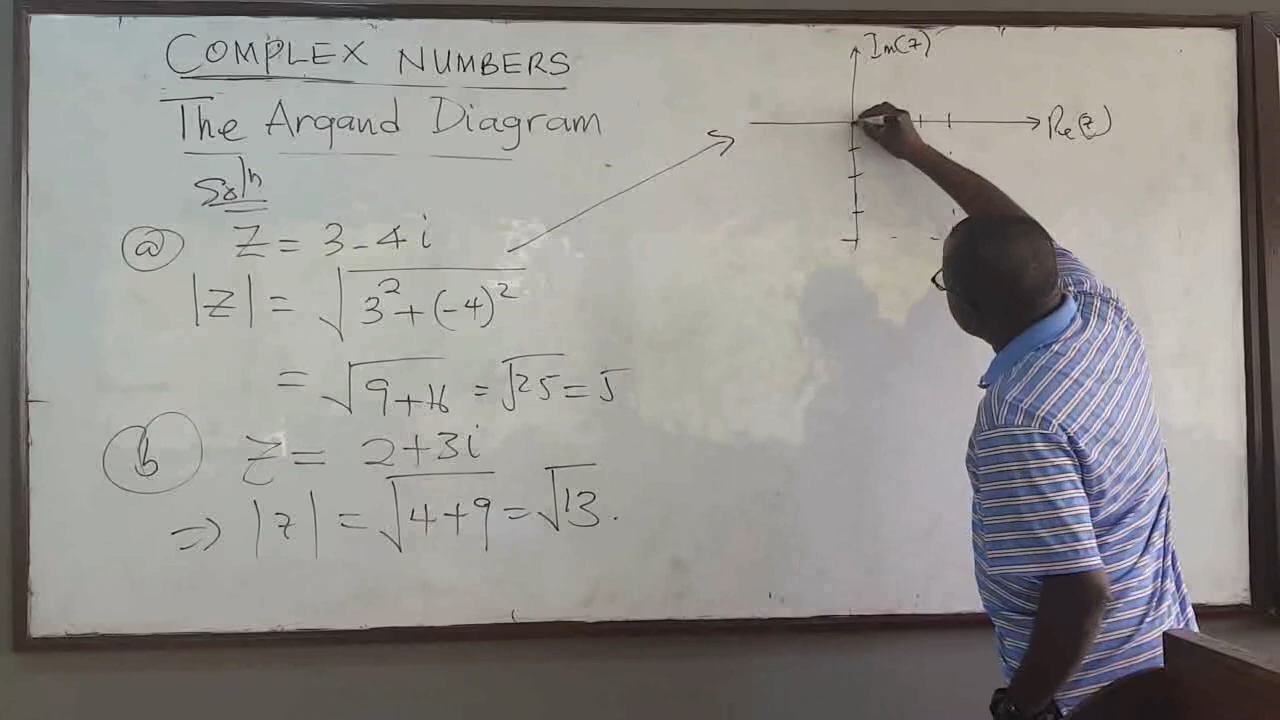 COMPLEX NUMBERS
The Argand Diagram
Soln
(a) Z = 3 - 4i
|Z| = √(3² + (-4)²)
= √(9+16) = √25 = 5
(b) Z = 2+3i
⇒ |z| = √(4+9) = √13.
Im(z)
Re(z)